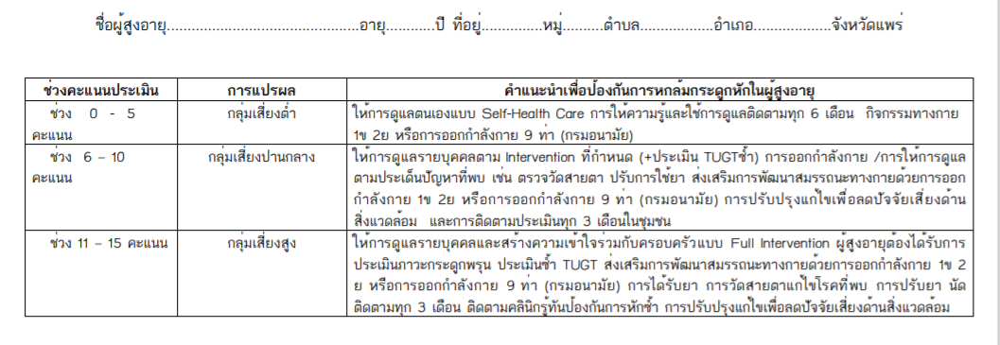 ชื่อผู้สูงอายุ...............................................อายุ............ปี ที่อยู่...............หมู่..........ตำบล..................อำเภอ...................จังหวัดแพร่
ช่วงคะแนนประเมิน การแปรผล คำแนะนำเพื่อป้องกันการหกล้มกระดูกหักในผู้สูงอายุ
ช่วง 0 - 5 คะแนน
กลุ่มเสี่ยงต่ำ
ให้การดูแลตนเองแบบ Self-Health Care การให้ความรู้และใช้การดูแลติดตามทุก 6 เดือน กิจกรรมทางกาย
1ข 2ย หรือการออกกำลังกาย 9 ท่า (กรมอนามัย)
ช่วง 6 – 10 คะแนน
กลุ่มเสี่ยงปานกลาง
ให้การดูแลรายบุคคลตาม Intervention ที่กำหนด (+ประเมิน TUGTซ้ำ) การออกกำลังกาย /การให้การดูแล
ตามประเด็นปัญหาที่พบ เช่น ตรวจวัดสายตา ปรับการใช้ยา ส่งเสริมการพัฒนาสมรรถนะทางกายด้วยการออก
กำลังกาย 1ข 2ย หรือการออกกำลังกาย 9 ท่า (กรมอนามัย) การปรับปรุงแก้ไขเพื่อลดปัจจัยเสี่ยงด้าน
สิ่งแวดล้อม และการติดตามประเมินทุก 3 เดือนในชุมชน
ช่วง 11 – 15 คะแนน
กลุ่มเสี่ยงสูง
ให้การดูแลรายบุคคลและสร้างความเข้าใจร่วมกับครอบครัวแบบ Full Intervention ผู้สูงอายุต้องได้รับการ
ประเมินภาวะกระดูกพรุน ประเมินซ้ำ TUGT ส่งเสริมการพัฒนาสมรรถนะทางกายด้วยการออกกำลังกาย 1ข 2
ย หรือการออกกำลังกาย 9 ท่า (กรมอนามัย) การได้รับยา การวัดสายตาแก้ไขโรคที่พบ การปรับยา นัด
ติดตามทุก 3 เดือน ติดตามคลินิกรู้ทันป้องกันการหักซ้ำ การปรับปรุงแก้ไขเพื่อลดปัจจัยเสี่ยงด้านสิ่งแวดล้อม